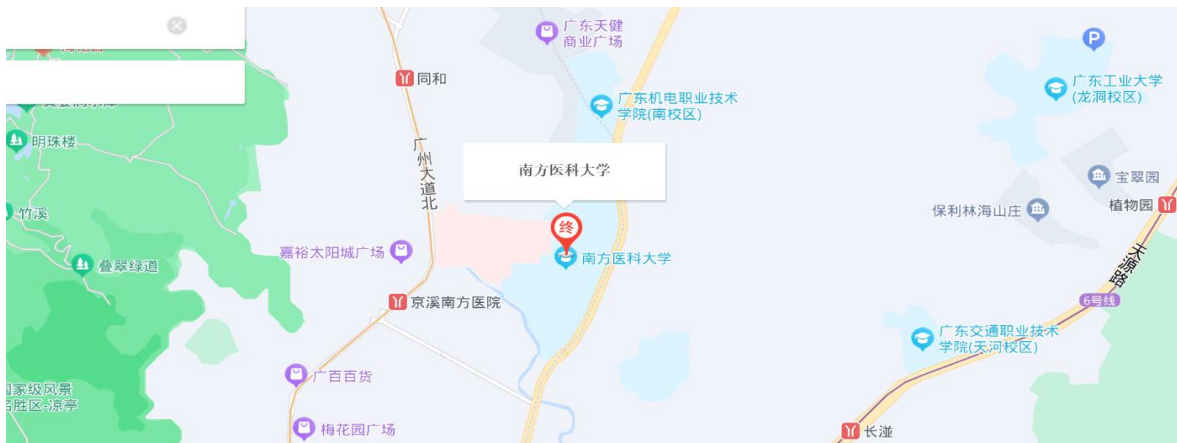 广东天健
商业广场
同和
广东工业大学
(龙洞校区)
广东机电职业技术
学院(南校区)
明珠楼
广州大道北
南方医科大学
宝翠园
竹溪
保利林海山庄
植物园
终
嘉裕太阳城广场
南方医科大学
叠翠绿道
天源路
京溪南方医院
6号线
广东交通职业技术
学院(天河校区)
广百百货
国家级风景
名胜区-凉亭
梅花园广场
长湴
P